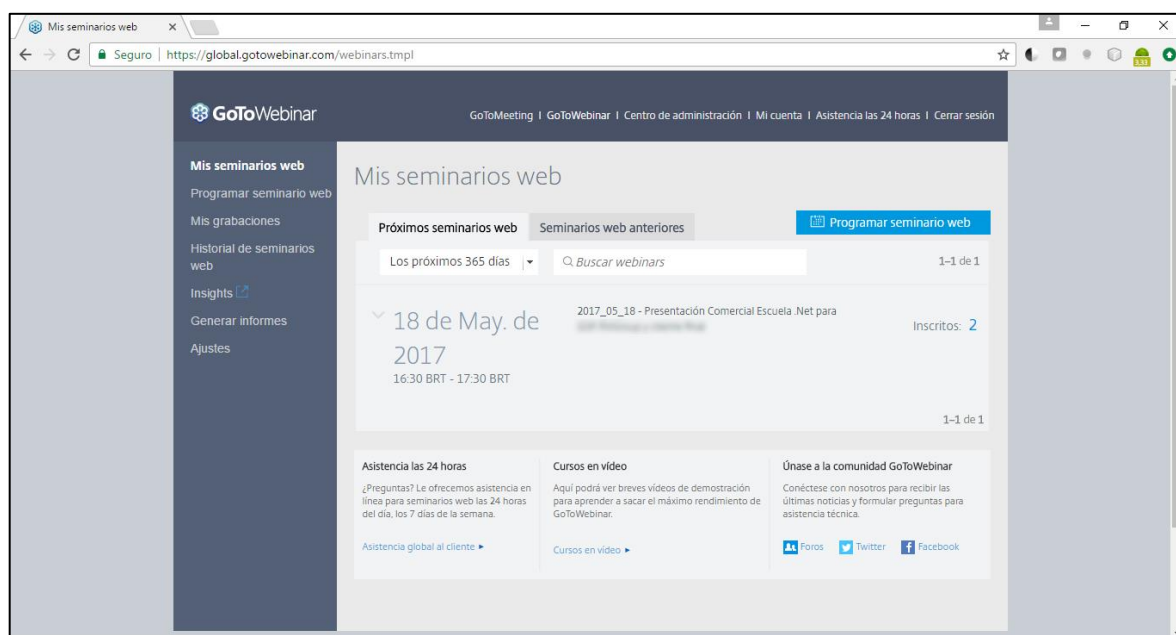 Mis seminarios web
Seguro | https://global.gotowebinar.com/webinars.tmpl
3.33
GoToWebinar
GoToMeeting | GoToWebinar | Centro de administración | Mi cuenta | Asistencia las 24 horas | Cerrar sesión
Mis seminarios web
Programar seminario web
Mis grabaciones
Historial de seminarios
web
Insights
Generar informes
Ajustes
Mis seminarios web
Próximos seminarios web
Seminarios web anteriores
Programar seminario web
Los próximos 365 días
Buscar webinars
1–1 de 1
18 de May. de
2017
16:30 BRT - 17:30 BRT
2017_05_18 - Presentación Comercial Escuela .Net para
Inscritos: 2
1–1 de 1
Asistencia las 24 horas
¿Preguntas? Le ofrecemos asistencia en
línea para seminarios web las 24 horas
del día, los 7 días de la semana.
Asistencia global al cliente
Cursos en vídeo
Aquí podrá ver breves vídeos de demostración
para aprender a sacar el máximo rendimiento de
GoToWebinar.
Cursos en vídeo
Únase a la comunidad GoToWebinar
Conéctese con nosotros para recibir las
últimas noticias y formular preguntas para
asistencia técnica.
Foros Twitter Facebook